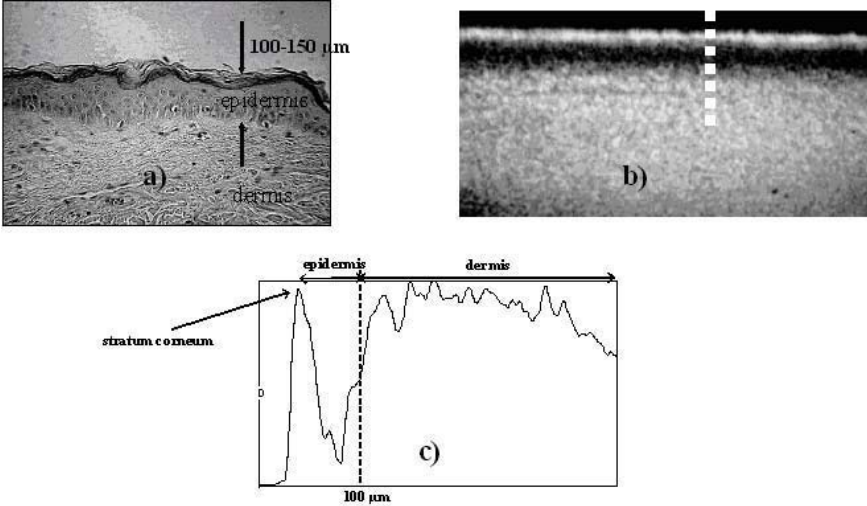 100-150 µm
epidermis
a)
dermis
b)
epidermis
dermis
stratum corneum
0
c)
100 µm